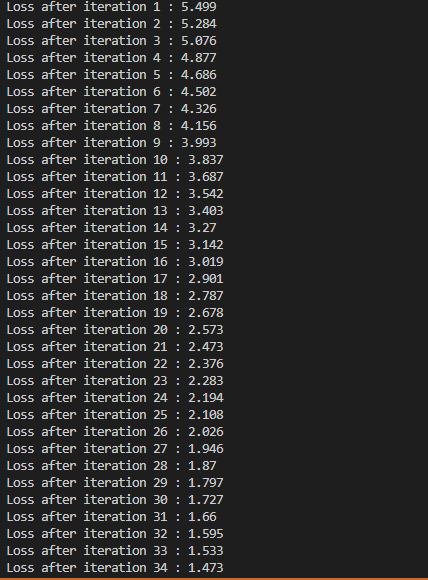 Loss after iteration 1 : 5.499
Loss after iteration 2 : 5.284
Loss after iteration 3 : 5.076
Loss after iteration 4 : 4.877
Loss after iteration 5 : 4.686
Loss after iteration 6 : 4.502
Loss after iteration 7 : 4.326
Loss after iteration 8 : 4.156
Loss after iteration 9 : 3.993
Loss after iteration 10 : 3.837
Loss after iteration 11 : 3.687
Loss after iteration 12 : 3.542
Loss after iteration 13 : 3.403
Loss after iteration 14 : 3.27
Loss after iteration 15 : 3.142
Loss after iteration 16 : 3.019
Loss after iteration 17 : 2.901
Loss after iteration 18 : 2.787
Loss after iteration 19 : 2.678
Loss after iteration 20 : 2.573
Loss after iteration 21 : 2.473
Loss after iteration 22 : 2.376
Loss after iteration 23 : 2.283
Loss after iteration 24 : 2.194
Loss after iteration 25 : 2.108
Loss after iteration 26 : 2.026
Loss after iteration 27 : 1.946
Loss after iteration 28 : 1.87
Loss after iteration 29 : 1.797
Loss after iteration 30 : 1.727
Loss after iteration 31 : 1.66
Loss after iteration 32 : 1.595
Loss after iteration 33 : 1.533
Loss after iteration 34 : 1.473